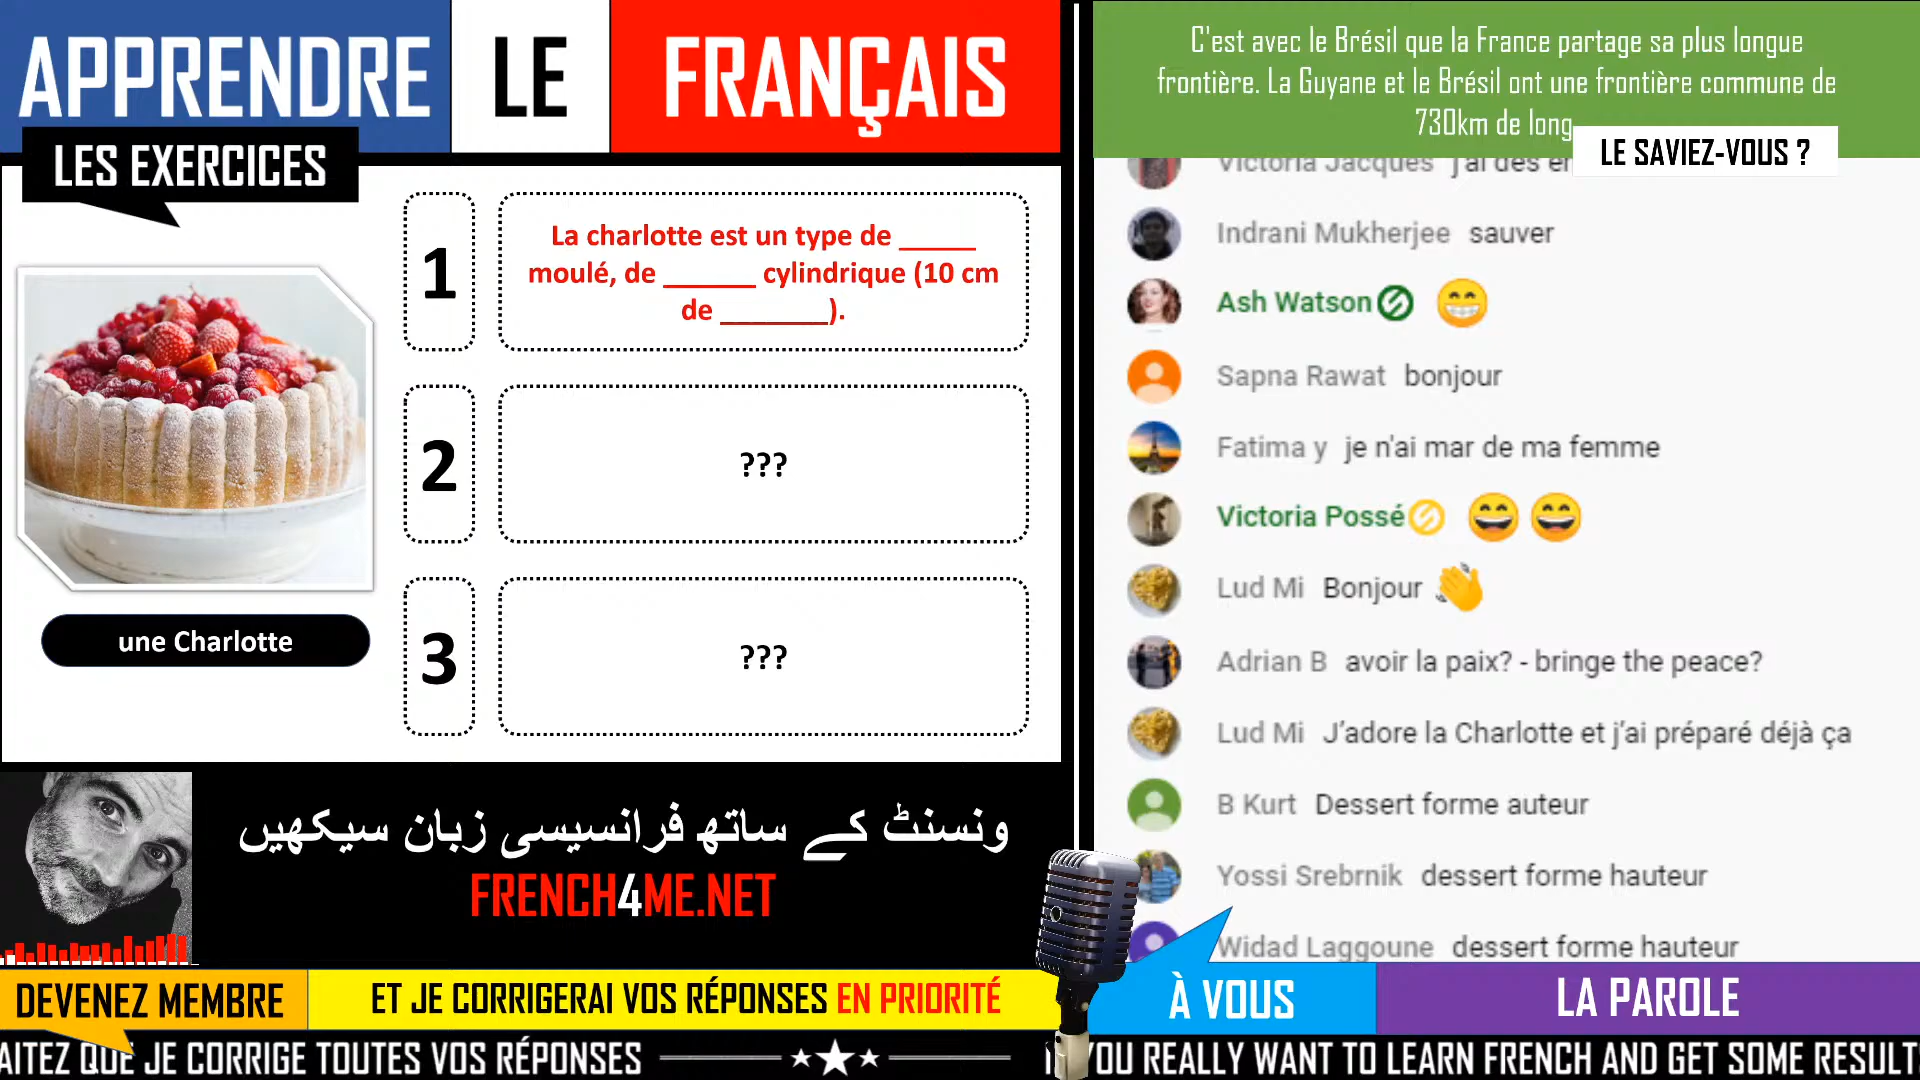 APPRENDRE LE FRANÇAIS
LES EXERCICES
une Charlotte
1
La charlotte est un type de _____
moulé, de ______ cylindrique (10 cm
de _______).
2
???
3
???
ونسنٹ کے ساتھ فرانسیسی زبان سیکھیں
FRENCH4ME.NET
DEVENEZ MEMBRE
ET JE CORRIGERAI VOS RÉPONSES EN PRIORITÉ
AITEZ QUE JE CORRIGE TOUTES VOS RÉPONSES
YOU REALLY WANT TO LEARN FRENCH AND GET SOME RESULT
C'est avec le Brésil que la France partage sa plus longue
frontière. La Guyane et le Brésil ont une frontière commune de
730km de long
LE SAVIEZ-VOUS ?
Victoria Jacques j'ai des
Indrani Mukherjee sauver
Ash Watson
Sapna Rawat bonjour
Fatima y je n'ai mar de ma femme
Victoria Possé
Lud Mi Bonjour
Adrian B avoir la paix? - bringe the peace?
Lud Mi J'adore la Charlotte et j'ai préparé déjà ça
B Kurt Dessert forme auteur
Yossi Srebrnik dessert forme hauteur
Widad Laggoune dessert forme hauteur
À VOUS
LA PAROLE